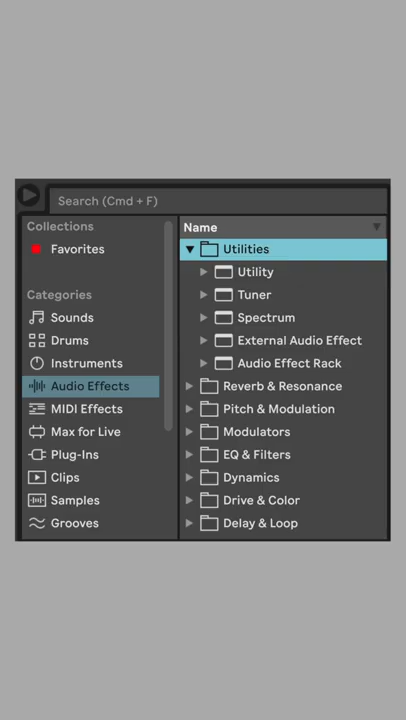 Search (Cmd + F)
Collections
Favorites
Categories
Sounds
Drums
Instruments
Audio Effects
MIDI Effects
Max for Live
Plug-Ins
Clips
Samples
Grooves
Name
Utilities
Utility
Tuner
Spectrum
External Audio Effect
Audio Effect Rack
Reverb & Resonance
Pitch & Modulation
Modulators
EQ & Filters
Dynamics
Drive & Color
Delay & Loop